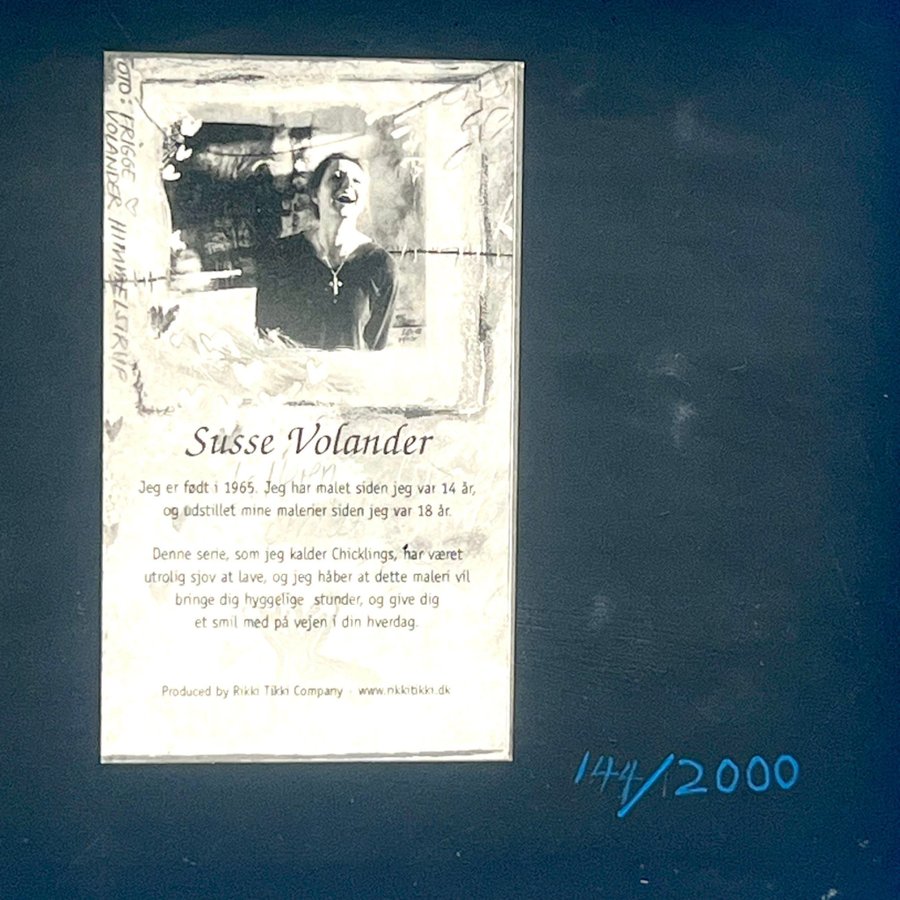 FOTO: FRIGGE ♡
VOLANDER HIMMELSTRUP
Susse Volander
Jeg er født i 1965. Jeg har malet siden jeg var 14 år,
og udstillet mine malerier siden jeg var 18 år.
Denne serie, som jeg kalder Chicklings, har været
utrolig sjov at lave, og jeg håber at dette maleri vil
bringe dig hyggelige stunder, og give dig
et smil med på vejen i din hverdag.
Produced by Rikki Tikki Company - www.rikkitikki.dk
144/2000